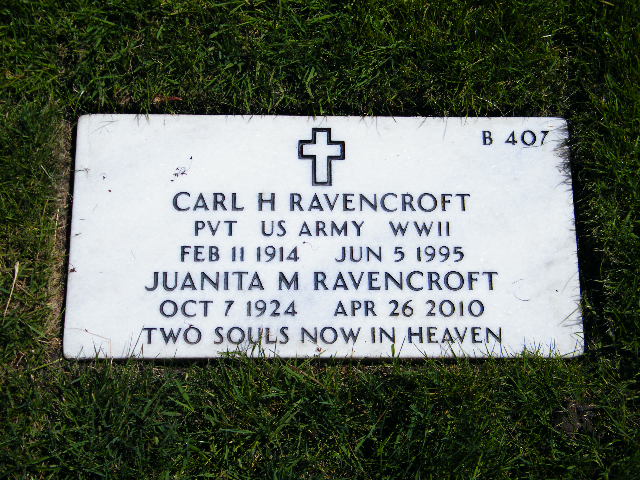 B 407
CARL H RAVENCROFT
PVT US ARMY WWII
FEB 11 1914 JUN 5 1995
JUANITA M RAVENCROFT
OCT 7 1924 APR 26 2010
TWO SOULS NOW IN HEAVEN